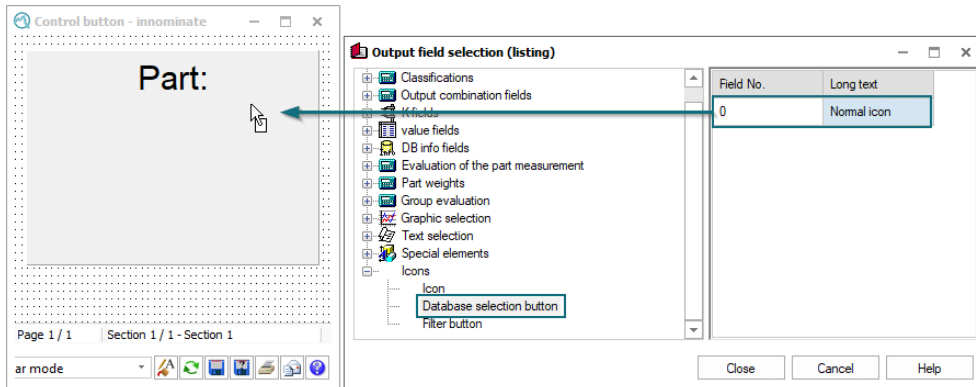 Control button - innominate
Part:
Page 1 / 1
Section 1 / 1 - Section 1
ar mode
Output field selection (listing)
Classifications
Output combination fields
K fields
value fields
DB info fields
Evaluation of the part measurement
Part weights
Group evaluation
Graphic selection
Text selection
Special elements
Icons
Icon
Database selection button
Filter button
Field No.
Long text
0
Normal icon
Close
Cancel
Help